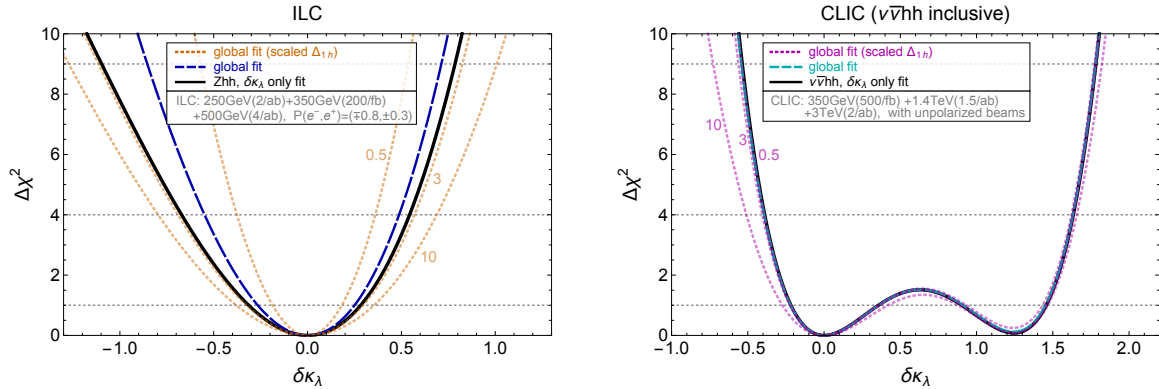 ILC
10
8
6
4
2
0
Δχ²
global fit (scaled Δ1h)
global fit
Zhh, δκλ only fit
ILC: 250GeV(2/ab)+350GeV(200/fb)
+500GeV(4/ab), P(e⁻,e⁺)=(∓0.8,±0.3)
0.5
3
10
-1.0 -0.5 0.0 0.5 1.0
δκλ
CLIC (νν̄hh inclusive)
10
8
6
4
2
0
Δχ²
global fit (scaled Δ1h)
global fit
νν̄hh, δκλ only fit
CLIC: 350GeV(500/fb) +1.4TeV(1.5/ab)
+3TeV(2/ab), with unpolarized beams
10
3
0.5
-1.0 -0.5 0.0 0.5 1.0 1.5 2.0
δκλ